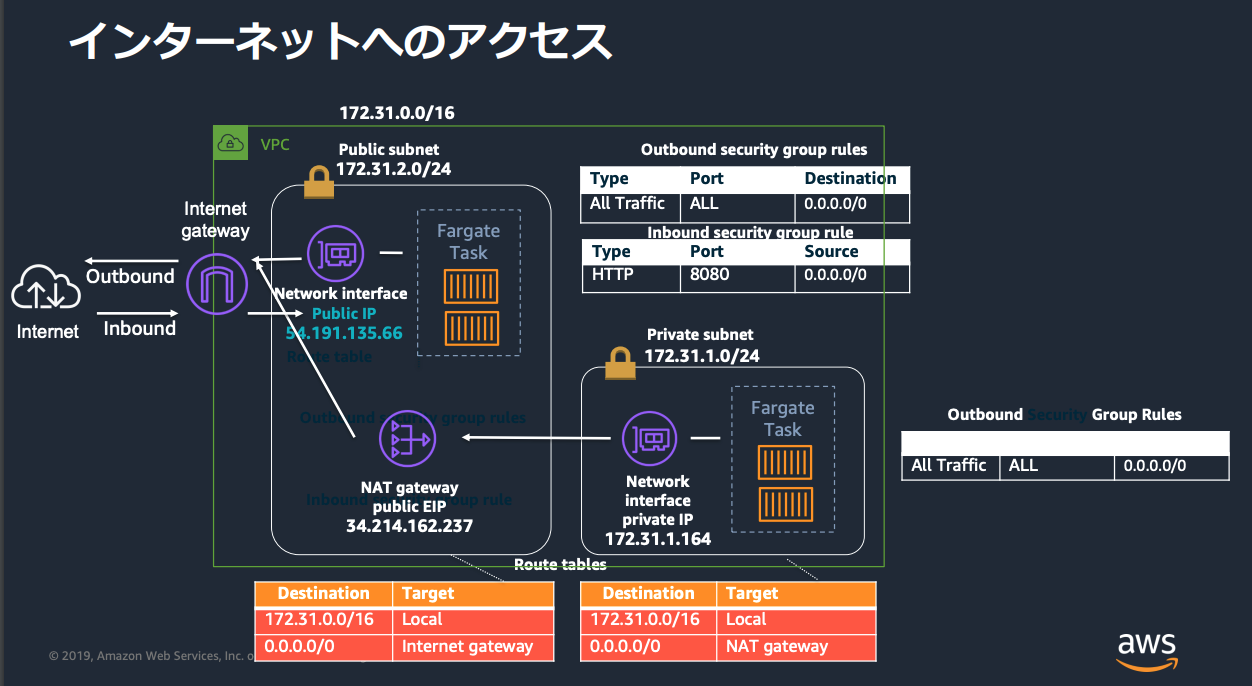 インターネットへのアクセス
172.31.0.0/16
VPC
Public subnet
172.31.2.0/24
Outbound security group rules
Type Port Destination
All Traffic ALL 0.0.0.0/0
Inbound security group rule
Type Port Source
HTTP 8080 0.0.0.0/0
Internet
gateway
Fargate
Task
Outbound
Inbound
Internet
Network interface
Public IP
54.191.135.66
Route table
Private subnet
172.31.1.0/24
Outbound security group rules
Fargate
Task
Outbound Security Group Rules
All Traffic ALL 0.0.0.0/0
NAT gateway
public EIP
34.214.162.237
Inbound security group rule
Network
interface
private IP
172.31.1.164
Route tables
Destination Target
172.31.0.0/16 Local
0.0.0.0/0 Internet gateway
Destination Target
172.31.0.0/16 Local
0.0.0.0/0 NAT gateway
© 2019, Amazon Web Services, Inc. o
aws